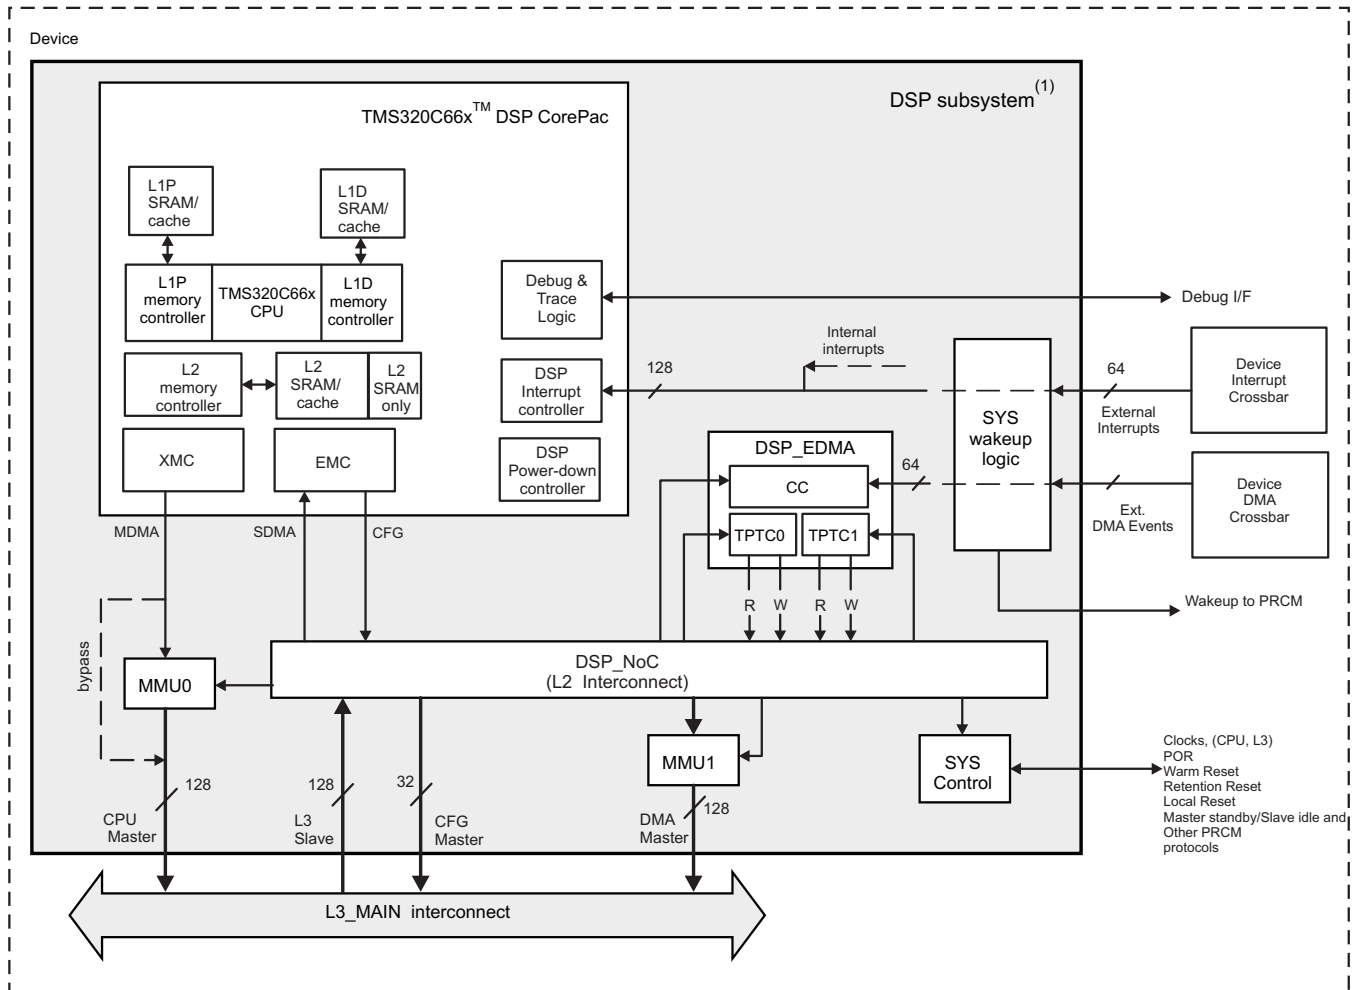 Device
DSP subsystem(1)
TMS320C66x™ DSP CorePac
L1P
SRAM/
cache
L1D
SRAM/
cache
L1P
memory
controller
TMS320C66x
CPU
L1D
memory
controller
Debug &
Trace
Logic
Debug I/F
L2
memory
controller
L2
SRAM/
cache
L2
SRAM
only
DSP
Interrupt
controller
128
Internal
interrupts
SYS
wakeup
logic
64
External
Interrupts
Device
Interrupt
Crossbar
XMC
EMC
DSP
Power-down
controller
DSP_EDMA
CC
64
TPTC0
TPTC1
Ext.
DMA Events
Device
DMA
Crossbar
MDMA
SDMA
CFG
R
W
R
W
Wakeup to PRCM
bypass
MMU0
DSP_NoC
(L2 Interconnect)
MMU1
SYS
Control
Clocks, (CPU, L3)
POR
Warm Reset
Retention Reset
Local Reset
Master standby/Slave idle and
Other PRCM
protocols
128
CPU
Master
128
L3
Slave
32
CFG
Master
128
DMA
Master
L3_MAIN interconnect